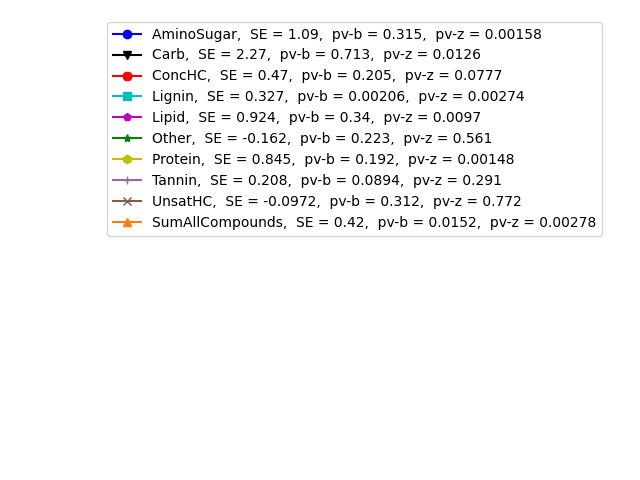 AminoSugar, SE = 1.09, pv-b = 0.315, pv-z = 0.00158
Carb, SE = 2.27, pv-b = 0.713, pv-z = 0.0126
ConcHC, SE = 0.47, pv-b = 0.205, pv-z = 0.0777
Lignin, SE = 0.327, pv-b = 0.00206, pv-z = 0.00274
Lipid, SE = 0.924, pv-b = 0.34, pv-z = 0.0097
Other, SE = -0.162, pv-b = 0.223, pv-z = 0.561
Protein, SE = 0.845, pv-b = 0.192, pv-z = 0.00148
Tannin, SE = 0.208, pv-b = 0.0894, pv-z = 0.291
UnsatHC, SE = -0.0972, pv-b = 0.312, pv-z = 0.772
SumAllCompounds, SE = 0.42, pv-b = 0.0152, pv-z = 0.00278